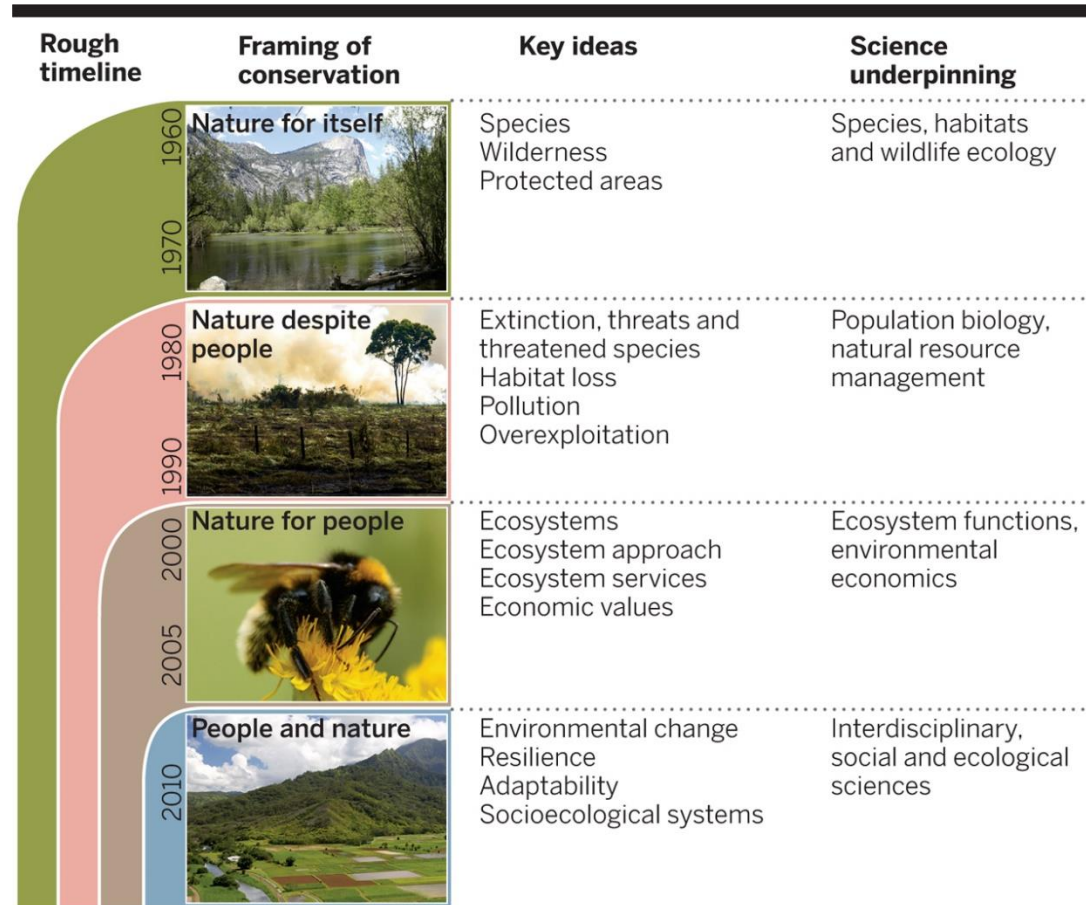 Rough
timeline
Framing of
conservation
Key ideas
Science
underpinning
1960
1970
Nature for itself
Species
Wilderness
Protected areas
Species, habitats
and wildlife ecology
1980
1990
Nature despite
people
Extinction, threats and
threatened species
Habitat loss
Pollution
Overexploitation
Population biology,
natural resource
management
2000
2005
Nature for people
Ecosystems
Ecosystem approach
Ecosystem services
Economic values
Ecosystem functions,
environmental
economics
2010
People and nature
Environmental change
Resilience
Adaptability
Socioecological systems
Interdisciplinary,
social and ecological
sciences